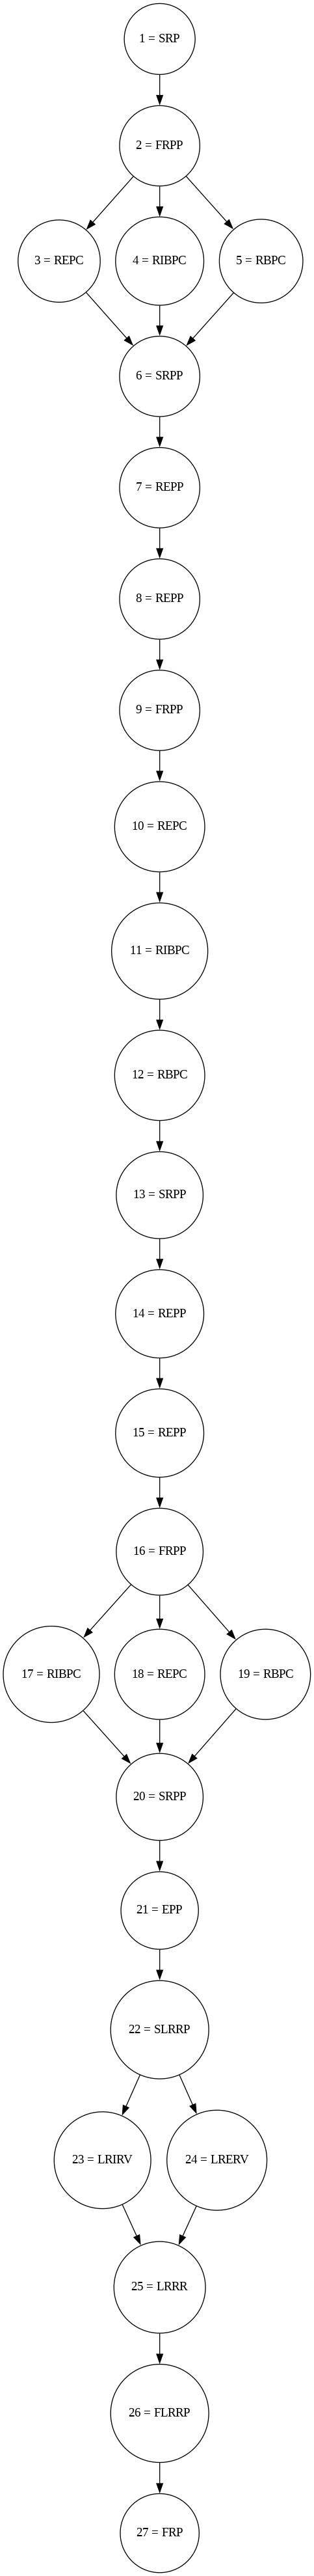 1 = SRP
2 = FRPP
3 = REPC
4 = RIBPC
5 = RBPC
6 = SRPP
7 = REPP
8 = REPP
9 = FRPP
10 = REPC
11 = RIBPC
12 = RBPC
13 = SRPP
14 = REPP
15 = REPP
16 = FRPP
17 = RIBPC
18 = REPC
19 = RBPC
20 = SRPP
21 = EPP
22 = SLRRP
23 = LRIRV
24 = LRERV
25 = LRRR
26 = FLRRP
27 = FRP